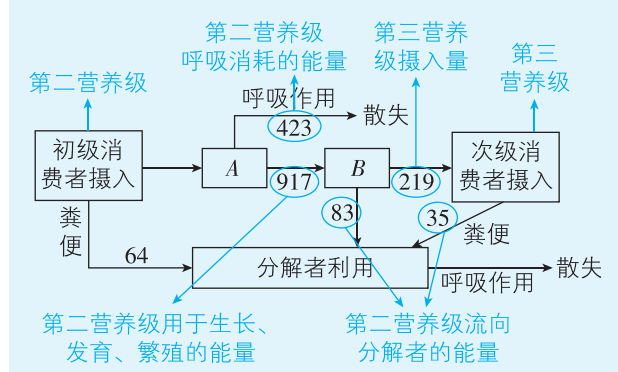 第二营养级
呼吸消耗的能量
第三营养
级摄入量
第三
营养级
第二营养级
呼吸作用
散失
423
初级消
费者摄入
A
917
B
219
次级消
费者摄入
粪
便
83
35
粪便
64
分解者利用
呼吸作用
散失
第二营养级用于生长、
发育、繁殖的能量
第二营养级流向
分解者的能量